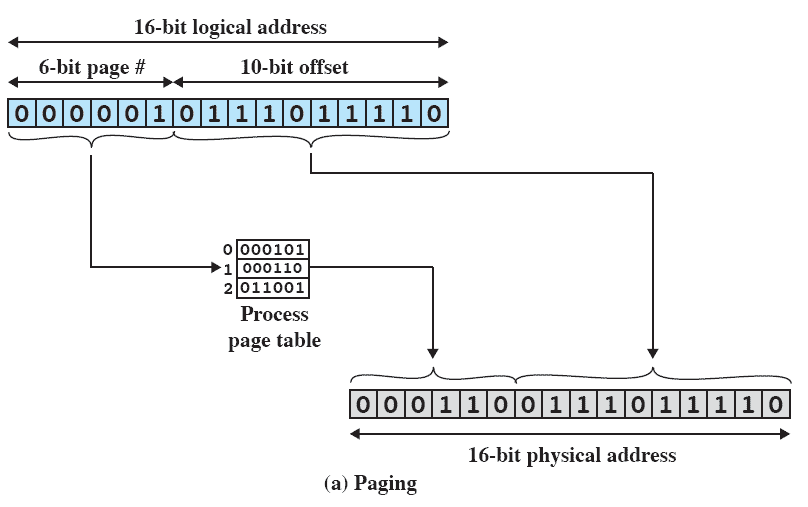 16-bit logical address
6-bit page # 10-bit offset
0 0 0 0 0 1 0 1 1 1 0 1 1 1 1 0
0 000101
1 000110
2 011001
Process
page table
0 0 0 1 1 0 0 1 1 1 0 1 1 1 1 0
16-bit physical address
(a) Paging